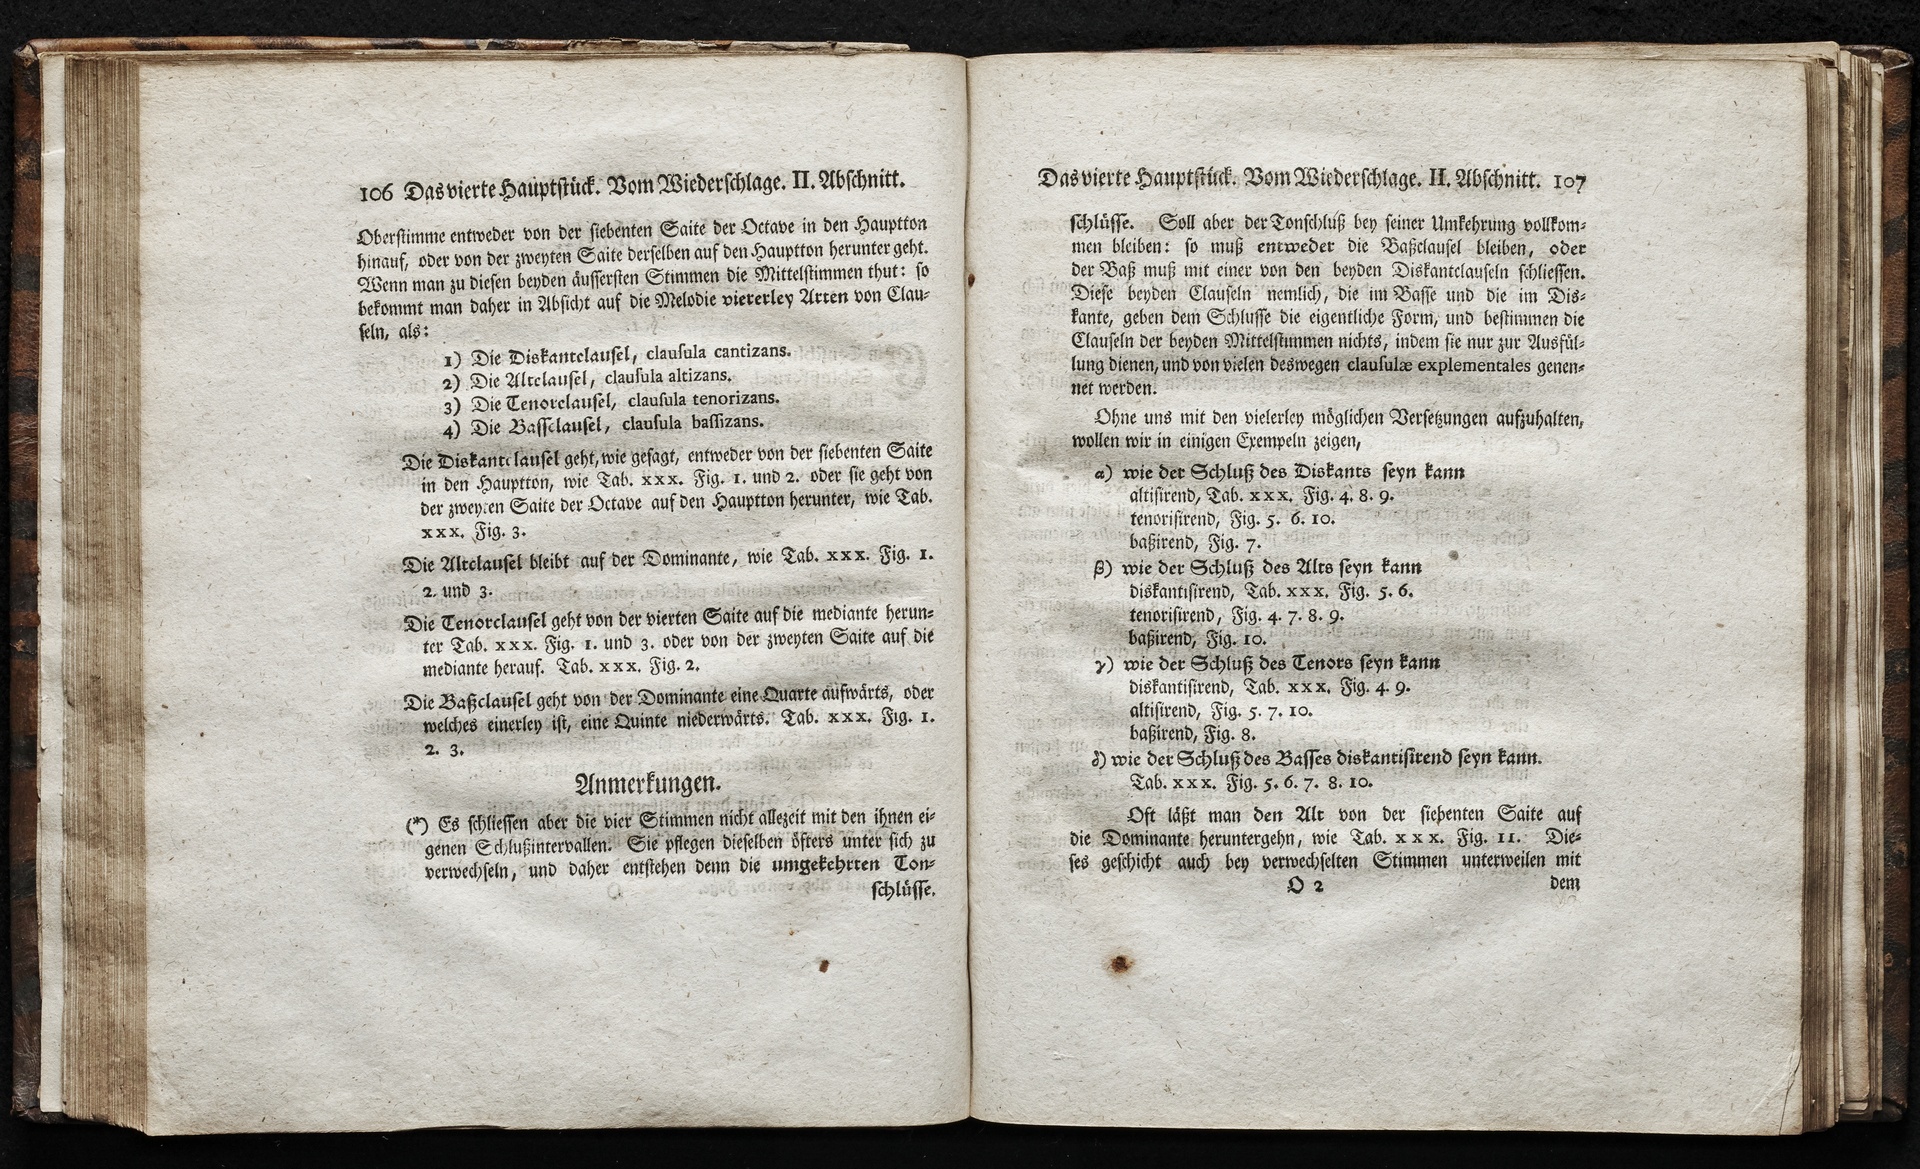 106 Das vierte Hauptstück. Vom Wiederschlage. II. Abschnitt.
Oberstimme entweder von der siebenten Saite der Octave in den Hauptton
hinauf, oder von der zweyten Saite derselben auf den Hauptton herunter geht.
Wenn man zu diesen beyden äussersten Stimmen die Mittelstimmen thut: so
bekommt man daher in Absicht auf die Melodie viererley Arten von Clau-
seln, als:
1) Die Diskantclausel, clausula cantizans.
2) Die Altclausel, clausula altizans.
3) Die Tenorclausel, clausula tenorizans.
4) Die Bassclausel, clausula bassizans.
Die Diskantclausel geht, wie gesagt, entweder von der siebenten Saite
in den Hauptton, wie Tab. xxx. Fig. 1. und 2. oder sie geht von
der zweyten Saite der Octave auf den Hauptton herunter, wie Tab.
xxx. Fig. 3.
Die Altclausel bleibt auf der Dominante, wie Tab. xxx. Fig. 1.
2. und 3.
Die Tenorclausel geht von der vierten Saite auf die mediante herun-
ter Tab. xxx. Fig. 1. und 3. oder von der zweyten Saite auf die
mediante herauf. Tab. xxx. Fig. 2.
Die Baßclausel geht von der Dominante eine Quarte aufwärts, oder
welches einerley ist, eine Quinte niederwärts. Tab. xxx. Fig. 1.
2. 3.
Anmerkungen.
(*) Es schliessen aber die vier Stimmen nicht allezeit mit den ihnen ei-
genen Schlußintervallen. Sie pflegen dieselben öfters unter sich zu
verwechseln, und daher entstehen denn die umgekehrten Ton-
schlüsse.
Das vierte Hauptstück. Vom Wiederschlage. II. Abschnitt. 107
schlüsse. Soll aber der Tonschluß bey seiner Umkehrung vollkom-
men bleiben: so muß entweder die Baßclausel bleiben, oder
der Baß muß mit einer von den beyden Diskantclauseln schliessen.
Diese beyden Clauseln nemlich, die im Basse und die im Dis-
kante, geben dem Schlusse die eigentliche Form, und bestimmen die
Clauseln der beyden Mittelstimmen nichts, indem sie nur zur Ausfül-
lung dienen, und von vielen deswegen clausulæ explementales genen-
net werden.
Ohne uns mit den vielerley möglichen Versetzungen aufzuhalten,
wollen wir in einigen Exempeln zeigen,
α) wie der Schluß des Diskants seyn kann
altisirend, Tab. xxx. Fig. 4. 8. 9.
tenorisirend, Fig. 5. 6. 10.
baßirend, Fig. 7.
β) wie der Schluß des Alts seyn kann
diskantisirend, Tab. xxx. Fig. 5. 6.
tenorisirend, Fig. 4. 7. 8. 9.
baßirend, Fig. 10.
γ) wie der Schluß des Tenors seyn kann
diskantisirend, Tab. xxx. Fig. 4. 9.
altisirend, Fig. 5. 7. 10.
baßirend, Fig. 8.
δ) wie der Schluß des Basses diskantisirend seyn kann.
Tab. xxx. Fig. 5. 6. 7. 8. 10.
Oft läßt man den Alt von der siebenten Saite auf
die Dominante heruntergehn, wie Tab. xxx. Fig. 11. Die-
ses geschicht auch bey verwechselten Stimmen unterweilen mit
O 2 dem